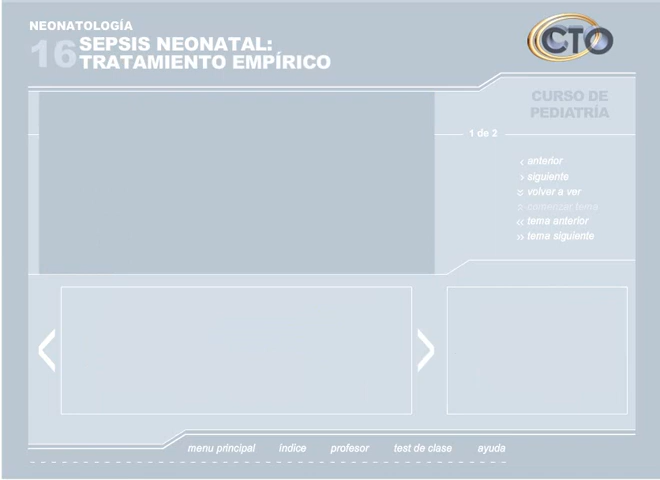 NEONATOLOGÍA
16 SEPSIS NEONATAL:
TRATAMIENTO EMPÍRICO
CTO
CURSO DE
PEDIATRÍA
1 de 2
‹ anterior
› siguiente
volver a ver
comenzar tema
« tema anterior
» tema siguiente
menu principal índice profesor test de clase ayuda